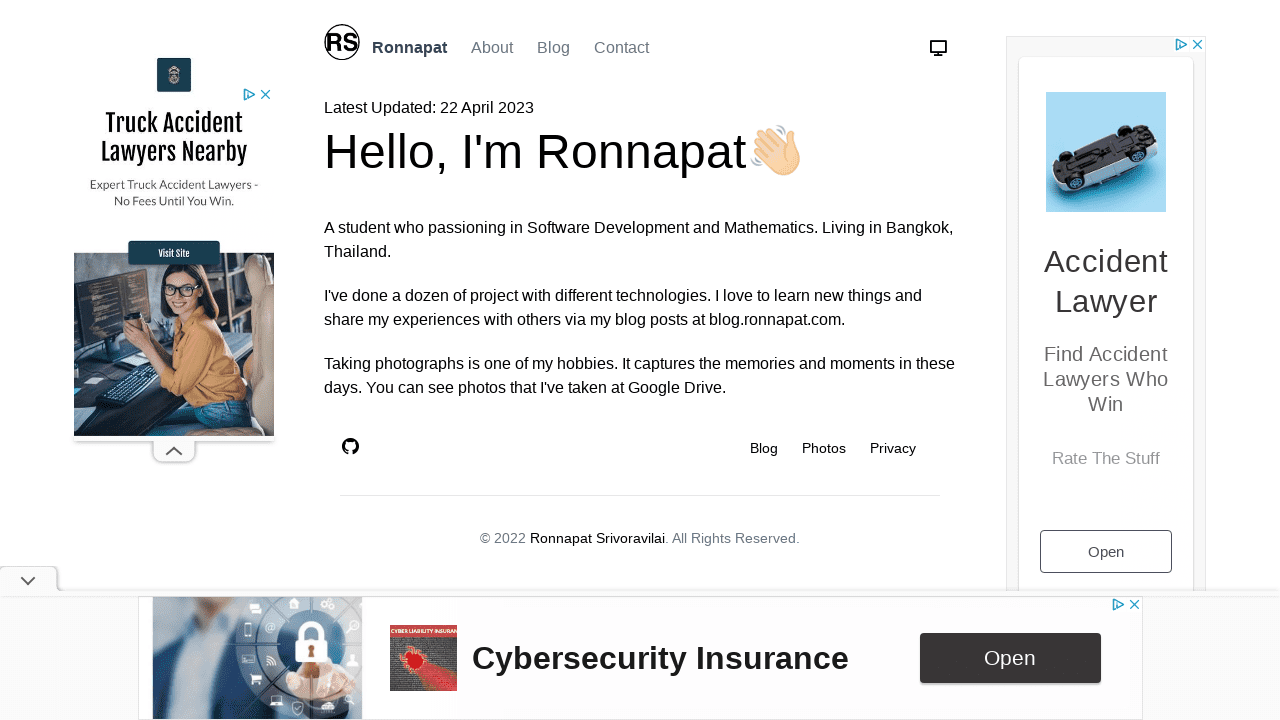 RS
Ronnapat About Blog Contact
Latest Updated: 22 April 2023
Hello, I'm Ronnapat👋🏻
A student who passioning in Software Development and Mathematics. Living in Bangkok,
Thailand.
I've done a dozen of project with different technologies. I love to learn new things and
share my experiences with others via my blog posts at blog.ronnapat.com.
Taking photographs is one of my hobbies. It captures the memories and moments in these
days. You can see photos that I've taken at Google Drive.
Blog Photos Privacy
© 2022 Ronnapat Srivoravilai. All Rights Reserved.
Truck Accident
Lawyers Nearby
Expert Truck Accident Lawyers -
No Fees Until You Win.
Visit Site
Accident
Lawyer
Find Accident
Lawyers Who
Win
Rate The Stuff
Open
CYBER LIABILITY INSURAN
Cybersecurity Insurance
Open